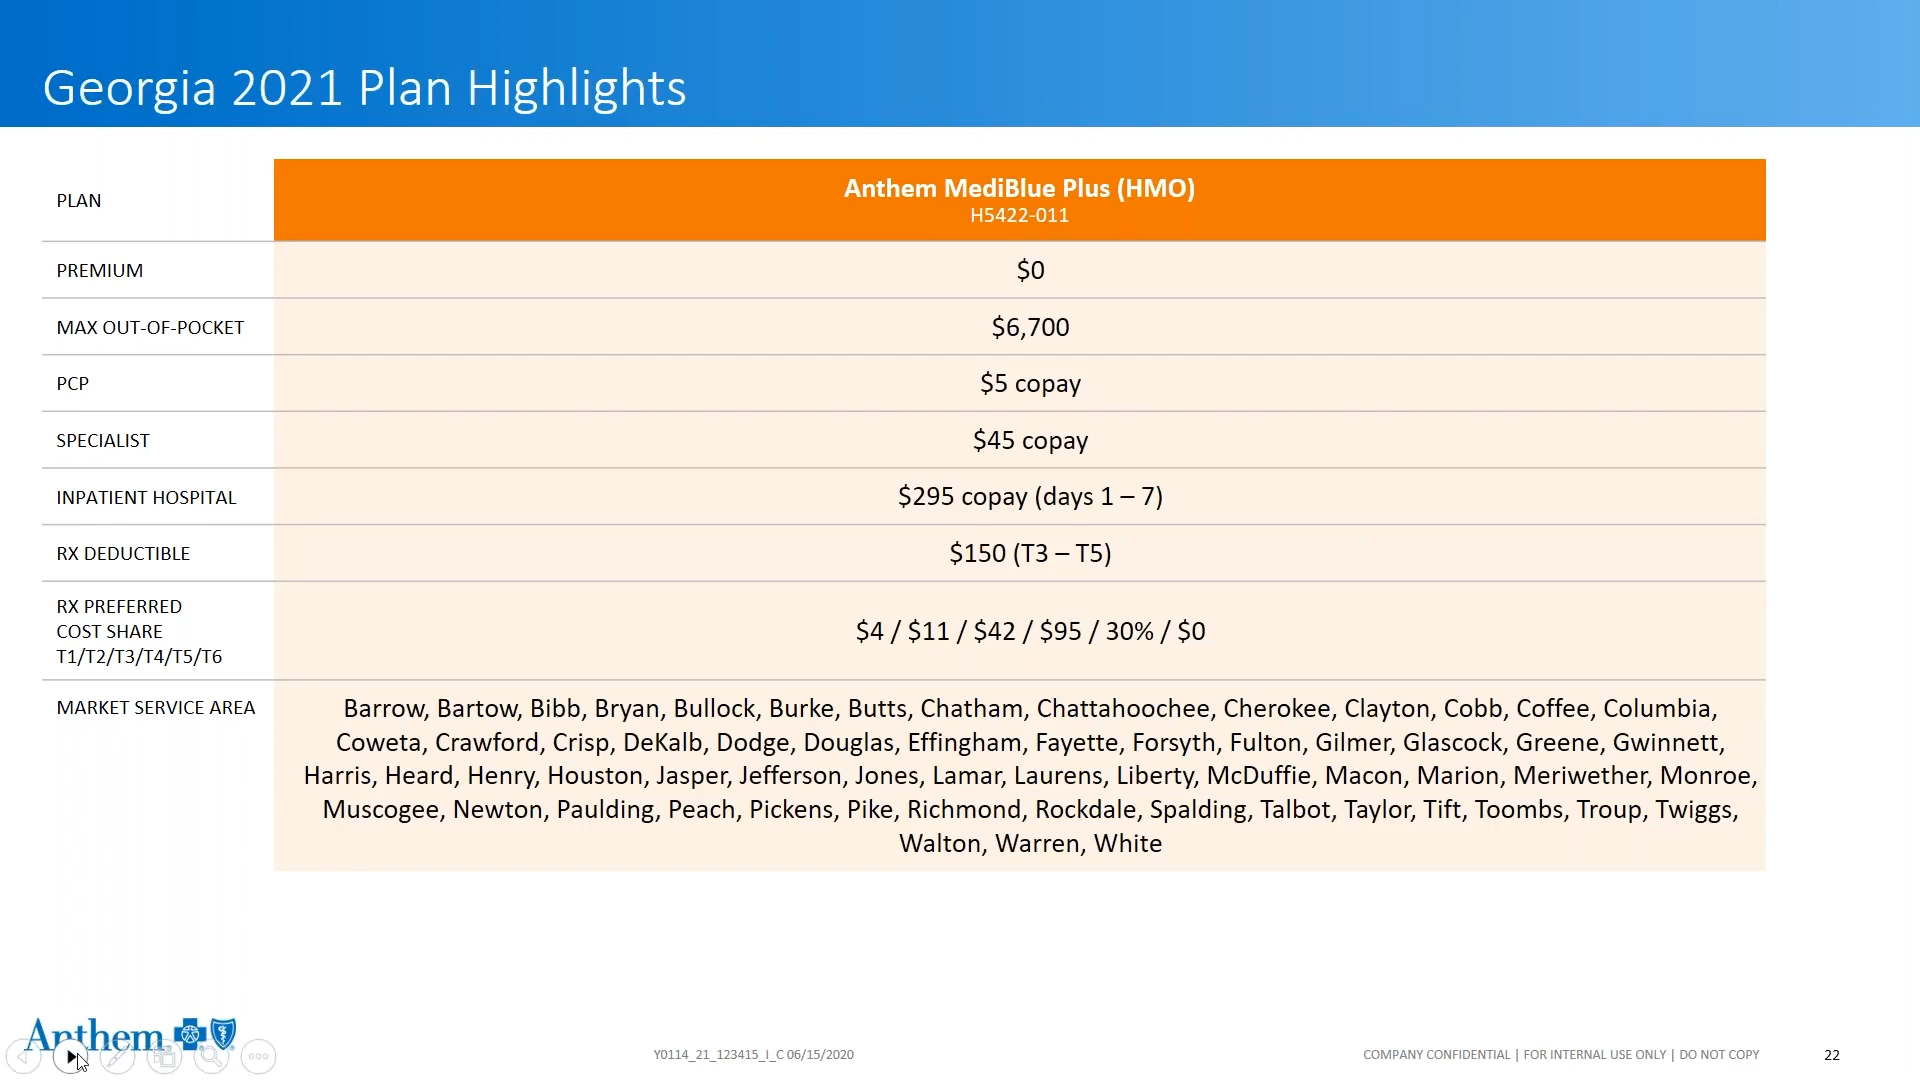 Georgia 2021 Plan Highlights
PLAN
Anthem MediBlue Plus (HMO)
H5422-011
PREMIUM
$0
MAX OUT-OF-POCKET
$6,700
PCP
$5 copay
SPECIALIST
$45 copay
INPATIENT HOSPITAL
$295 copay (days 1 – 7)
RX DEDUCTIBLE
$150 (T3 – T5)
RX PREFERRED
COST SHARE
T1/T2/T3/T4/T5/T6
$4 / $11 / $42 / $95 / 30% / $0
MARKET SERVICE AREA
Barrow, Bartow, Bibb, Bryan, Bullock, Burke, Butts, Chatham, Chattahoochee, Cherokee, Clayton, Cobb, Coffee, Columbia,
Coweta, Crawford, Crisp, DeKalb, Dodge, Douglas, Effingham, Fayette, Forsyth, Fulton, Gilmer, Glascock, Greene, Gwinnett,
Harris, Heard, Henry, Houston, Jasper, Jefferson, Jones, Lamar, Laurens, Liberty, McDuffie, Macon, Marion, Meriwether, Monroe,
Muscogee, Newton, Paulding, Peach, Pickens, Pike, Richmond, Rockdale, Spalding, Talbot, Taylor, Tift, Toombs, Troup, Twiggs,
Walton, Warren, White
Anthem
Y0114_21_123415_I_C 06/15/2020
COMPANY CONFIDENTIAL | FOR INTERNAL USE ONLY | DO NOT COPY
22